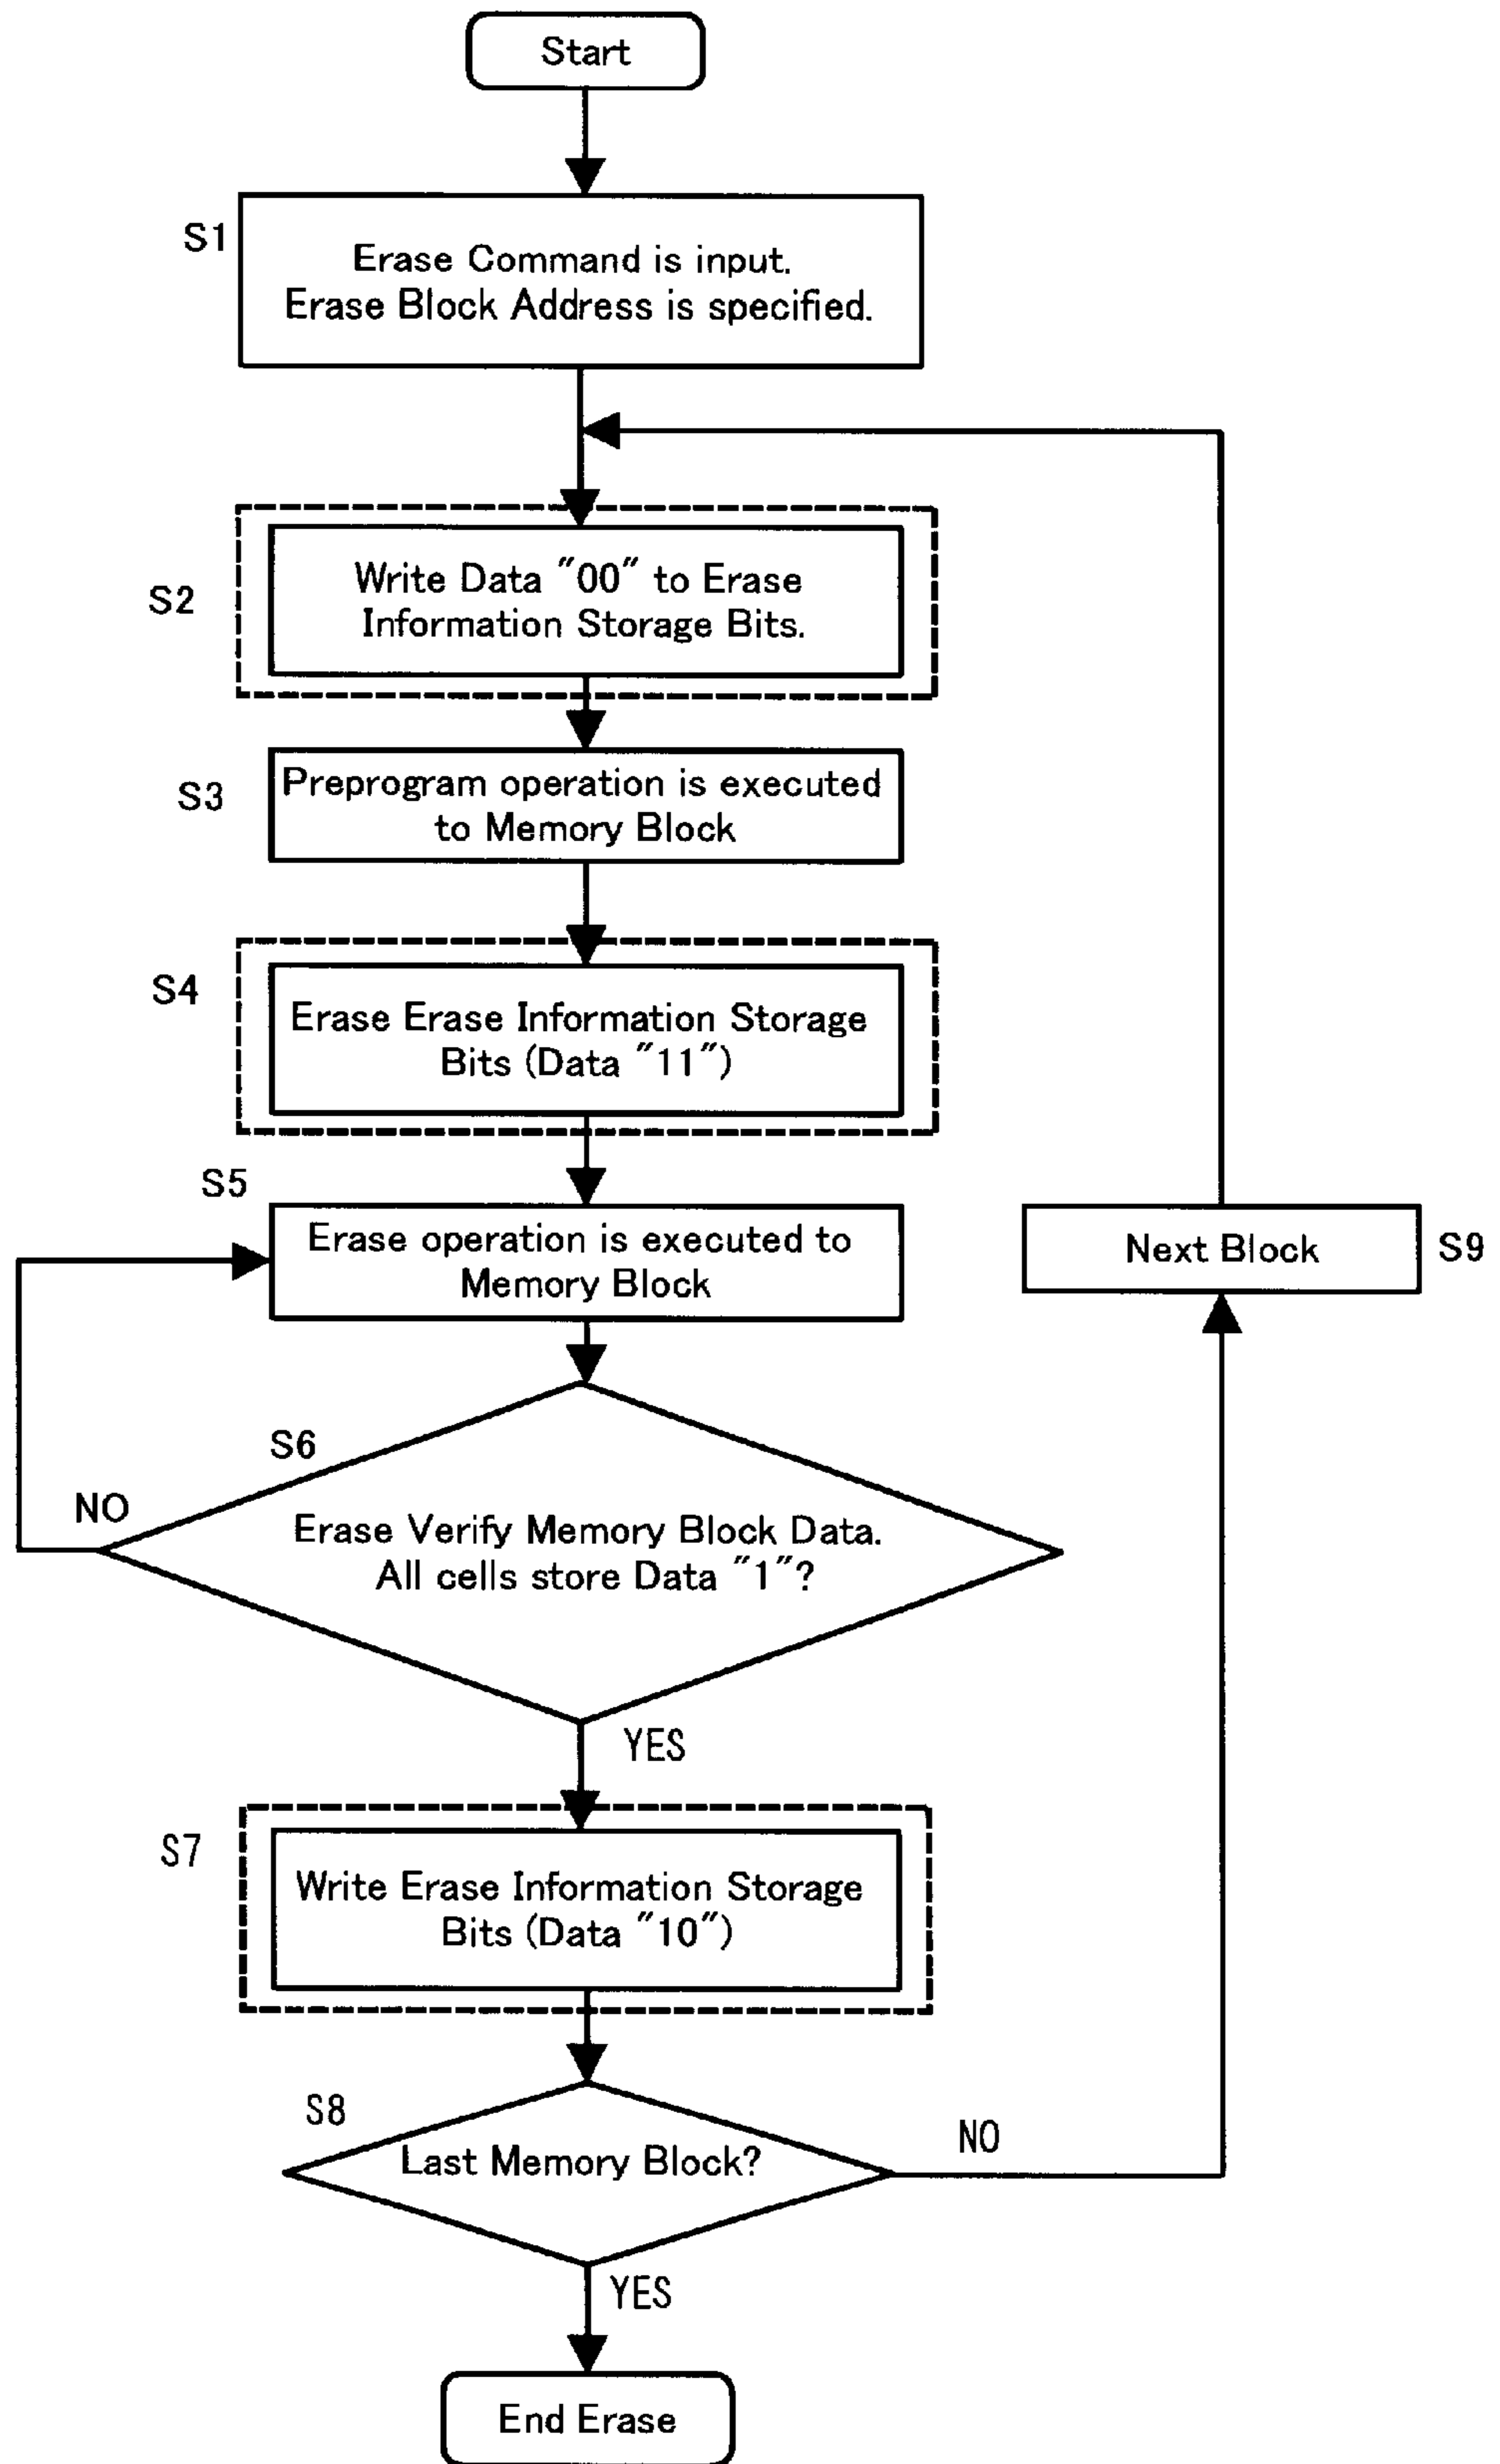 Start
S1
Erase Command is input.
Erase Block Address is specified.
S2
Write Data "00" to Erase
Information Storage Bits.
S3
Preprogram operation is executed
to Memory Block
S4
Erase Erase Information Storage
Bits (Data "11")
S5
Erase operation is executed to
Memory Block
Next Block
S9
S6
NO
Erase Verify Memory Block Data.
All cells store Data "1"?
YES
S7
Write Erase Information Storage
Bits (Data "10")
S8
Last Memory Block?
NO
YES
End Erase